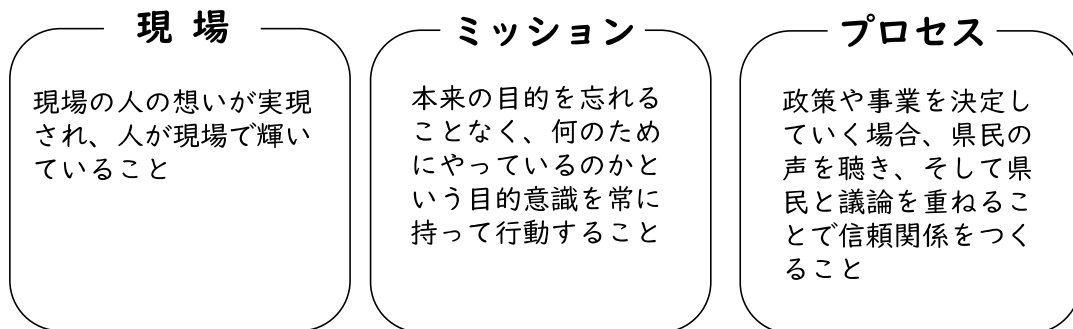 現場
現場の人の想いが実現
され、人が現場で輝い
ていること
ミッション
本来の目的を忘れる
ことなく、何のため
にやっているのかと
いう目的意識を常に
持って行動すること
プロセス
政策や事業を決定し
ていく場合、県民の
声を聴き、そして県
民と議論を重ねるこ
とで信頼関係をつく
ること